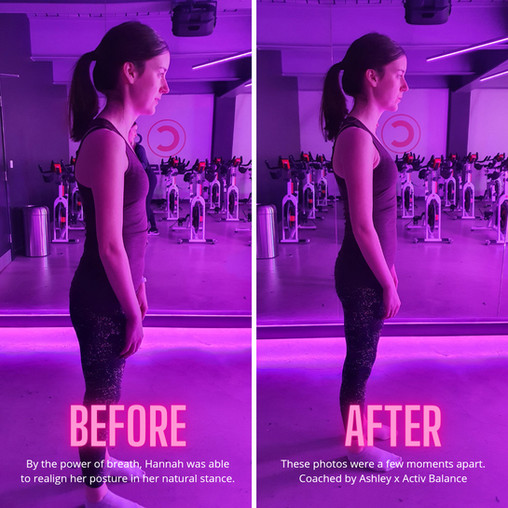 BEFORE
By the power of breath, Hannah was able
to realign her posture in her natural stance.
AFTER
These photos were a few moments apart.
Coached by Ashley x Activ Balance